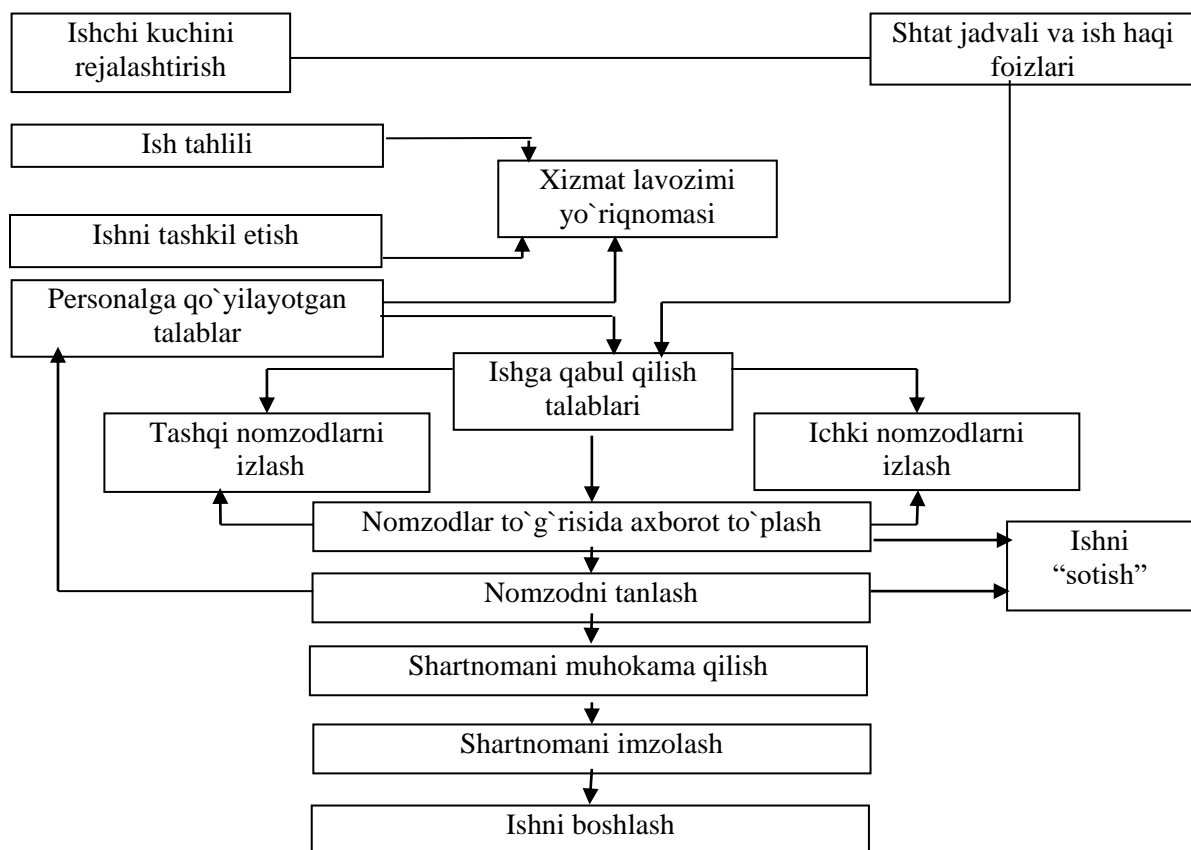 Ishchi kuchini
rejalashtirish
Shtat jadvali va ish haqi
foizlari
Ish tahlili
Xizmat lavozimi
yo`riqnomasi
Ishni tashkil etish
Personalga qo`yilayotgan
talablar
Ishga qabul qilish
talablari
Tashqi nomzodlarni
izlash
Ichki nomzodlarni
izlash
Nomzodlar to`g`risida axborot to`plash
Ishni
“sotish”
Nomzodni tanlash
Shartnomani muhokama qilish
Shartnomani imzolash
Ishni boshlash